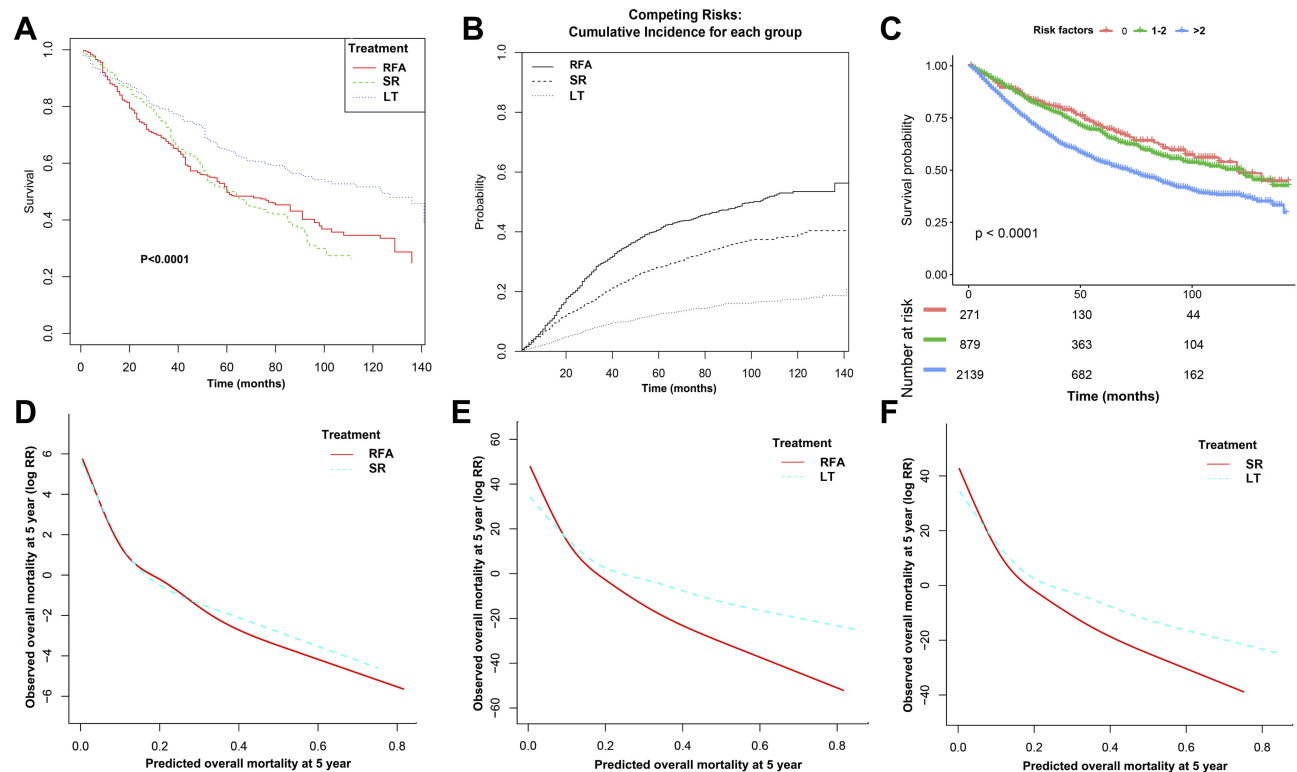 A
Treatment
RFA
SR
LT
Survival
1.0
0.8
0.6
0.4
0.2
0.0
P<0.0001
0 20 40 60 80 100 120 140
Time (months)
B
Competing Risks:
Cumulative Incidence for each group
RFA
SR
LT
Probability
1.0
0.8
0.6
0.4
0.2
0.0
20 40 60 80 100 120 140
Time (months)
C
Risk factors 0 1-2 >2
Survival probability
1.00
0.75
0.50
0.25
0.00
p < 0.0001
0 50 100
Number at risk
271 130 44
879 363 104
2139 682 162
Time (months)
D
Treatment
RFA
SR
Observed overall mortality at 5 year (log RR)
6
4
2
0
−2
−4
−6
0.0 0.2 0.4 0.6 0.8
Predicted overall mortality at 5 year
E
Treatment
RFA
LT
Observed overall mortality at 5 year (log RR)
60
40
20
0
−20
−40
−60
0.0 0.2 0.4 0.6 0.8
Predicted overall mortality at 5 year
F
Treatment
SR
LT
Observed overall mortality at 5 year (log RR)
40
20
0
−20
−40
0.0 0.2 0.4 0.6 0.8
Predicted overall mortality at 5 year